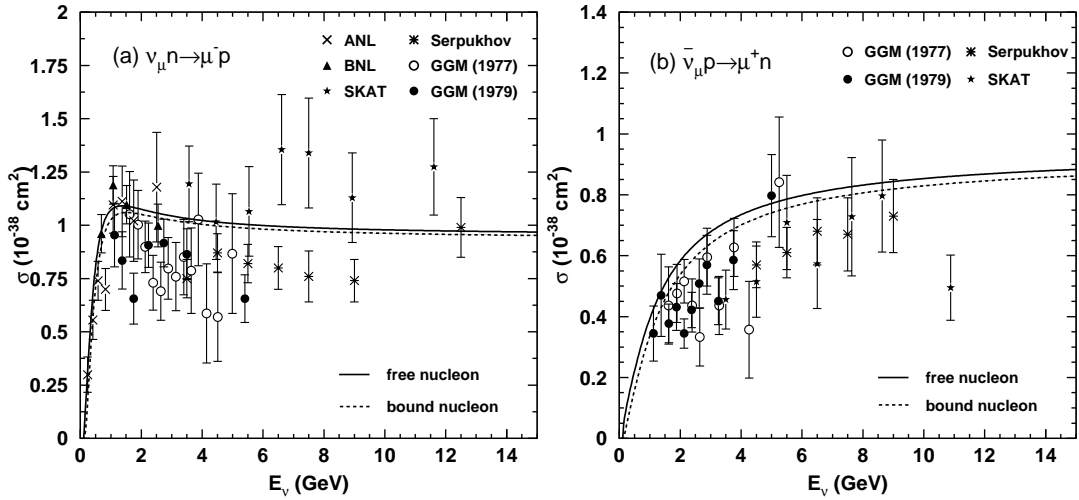 (a) ν_μ n→μ⁻p
ANL
BNL
SKAT
Serpukhov
GGM (1977)
GGM (1979)
free nucleon
bound nucleon
σ (10⁻³⁸ cm²)
2
1.75
1.5
1.25
1
0.75
0.5
0.25
0
0 2 4 6 8 10 12 14
E_ν (GeV)
(b) ν̄_μ p→μ⁺n
GGM (1977)
GGM (1979)
Serpukhov
SKAT
free nucleon
bound nucleon
σ (10⁻³⁸ cm²)
1.4
1.2
1
0.8
0.6
0.4
0.2
0
0 2 4 6 8 10 12 14
E_ν (GeV)